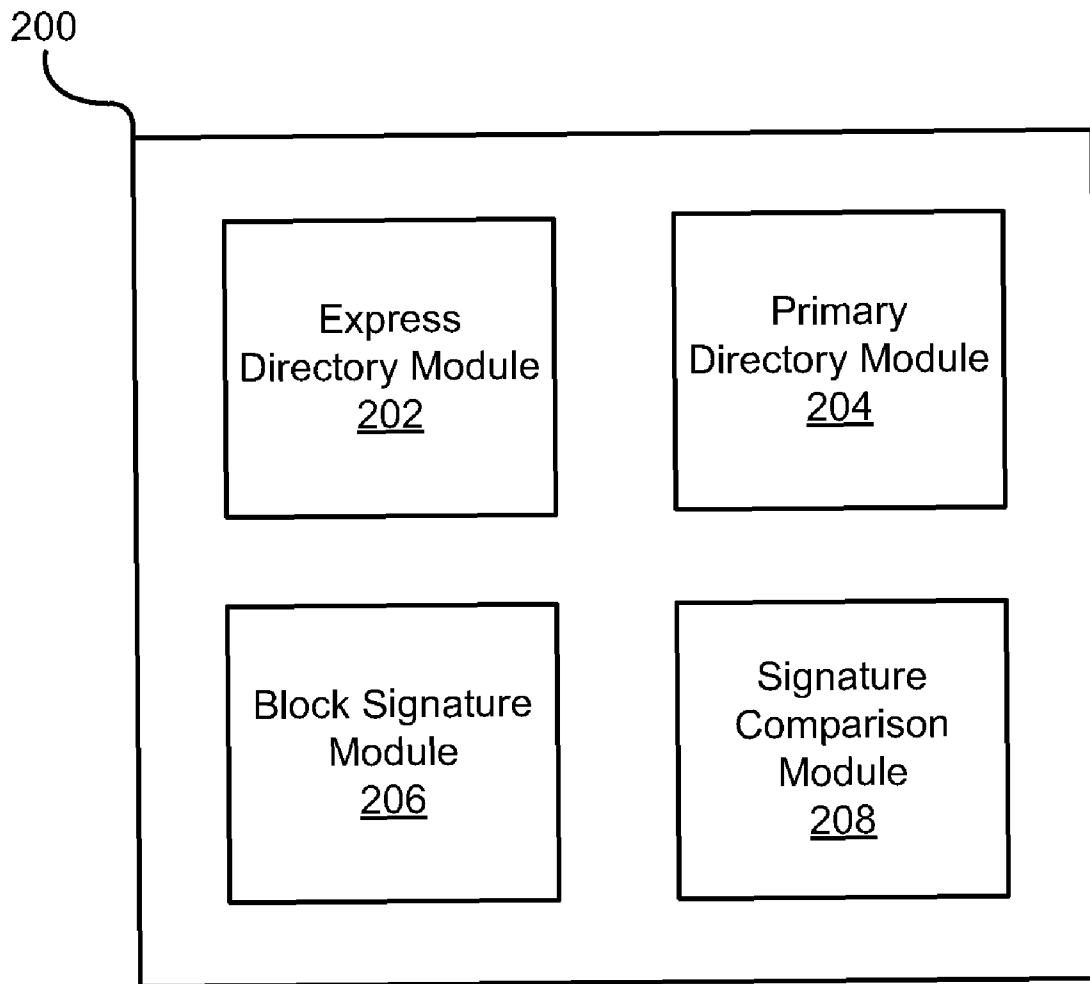 200
Express
Directory Module
202
Primary
Directory Module
204
Block Signature
Module
206
Signature
Comparison
Module
208